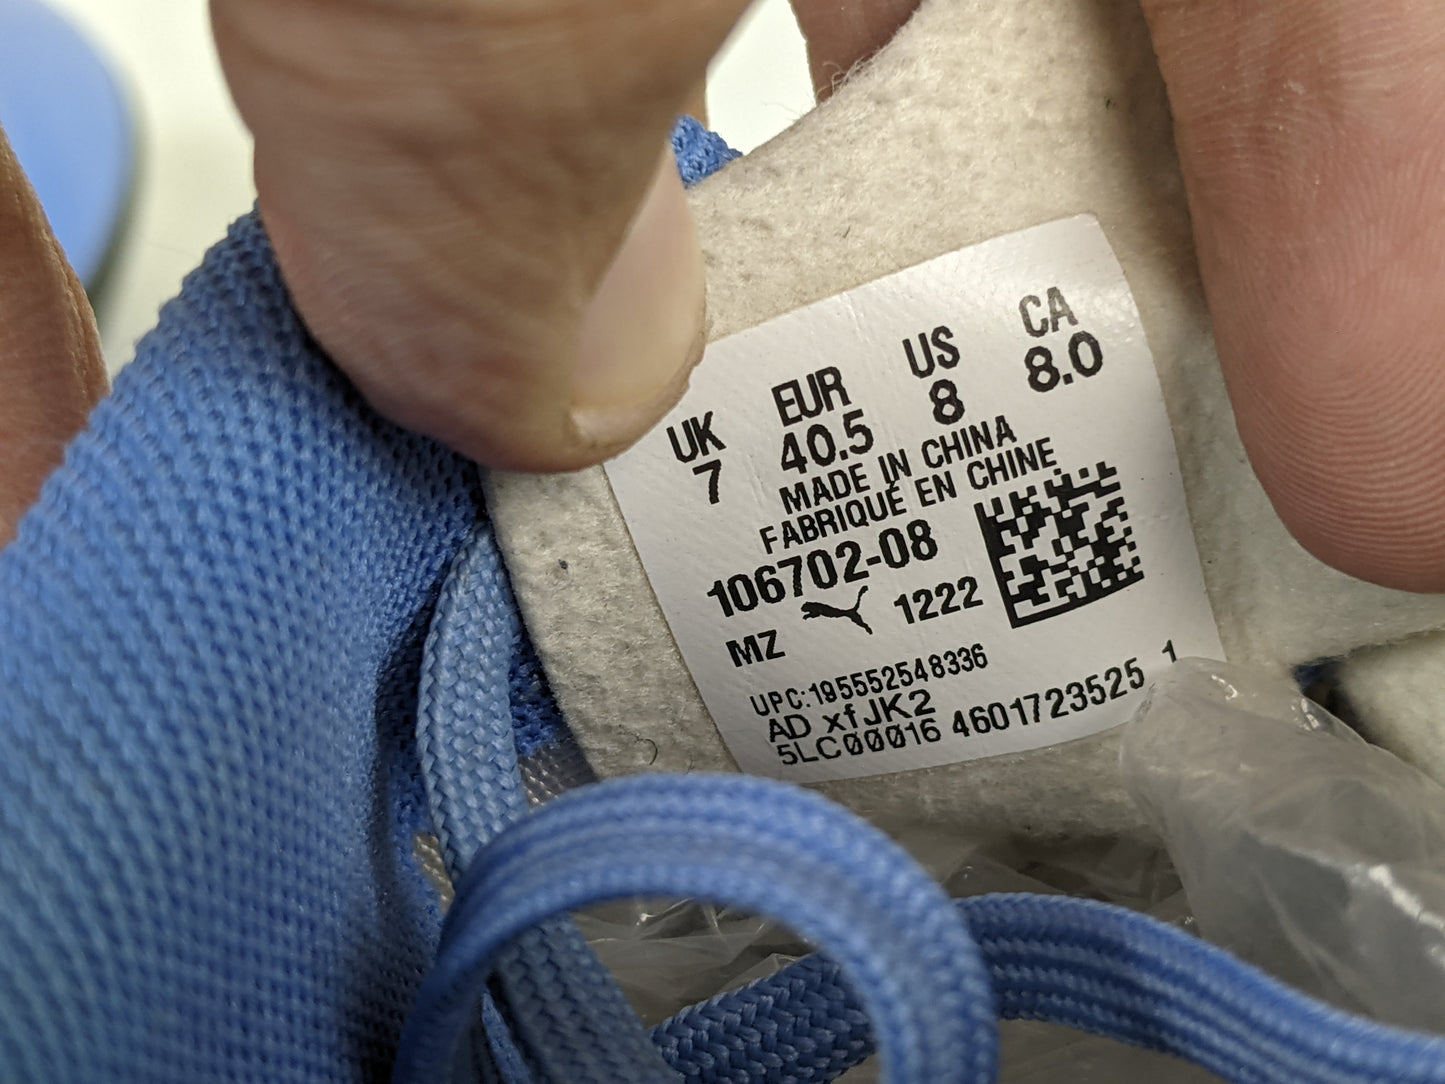 UK EUR US CA
7 40.5 8 8.0
MADE IN CHINA
FABRIQUÉ EN CHINE
106702-08
MZ 1222
UPC:195552548336
AD xfJK2
5LC00016 4601723525 1